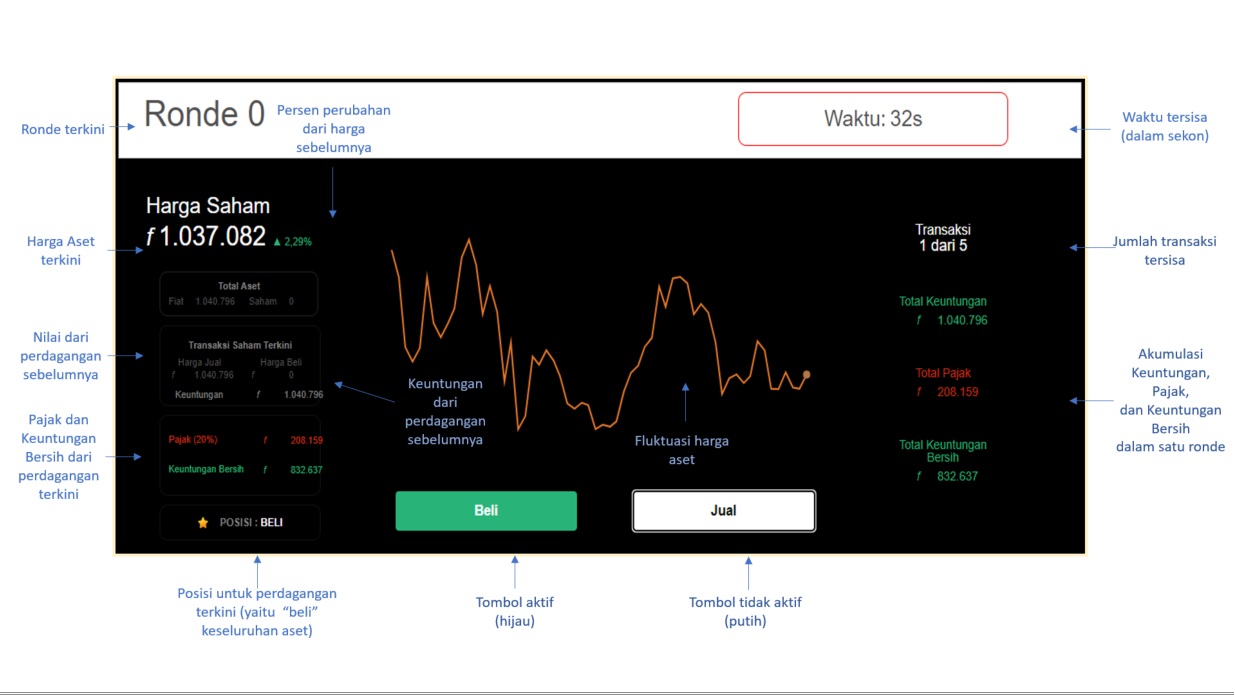 Ronde 0
Persen perubahan
dari harga
sebelumnya
Waktu: 32s
Ronde terkini
Waktu tersisa
(dalam sekon)
Harga Saham
ƒ 1.037.082 ▲ 2,29%
Harga Aset
terkini
Transaksi
1 dari 5
Jumlah transaksi
tersisa
Total Aset
Fiat 1.040.796 Saham 0
Total Keuntungan
ƒ 1.040.796
Nilai dari
perdagangan
sebelumnya
Transaksi Saham Terkini
Harga Jual Harga Beli
ƒ 1.040.796 ƒ 0
Keuntungan ƒ 1.040.796
Keuntungan
dari
perdagangan
sebelumnya
Total Pajak
ƒ 208.159
Akumulasi
Keuntungan,
Pajak,
dan Keuntungan
Bersih
dalam satu ronde
Pajak dan
Keuntungan
Bersih dari
perdagangan
terkini
Pajak (20%) ƒ 208.159
Keuntungan Bersih ƒ 832.637
Fluktuasi harga
aset
Total Keuntungan
Bersih
ƒ 832.637
POSISI : BELI
Beli
Jual
Posisi untuk perdagangan
terkini (yaitu “beli”
keseluruhan aset)
Tombol aktif
(hijau)
Tombol tidak aktif
(putih)